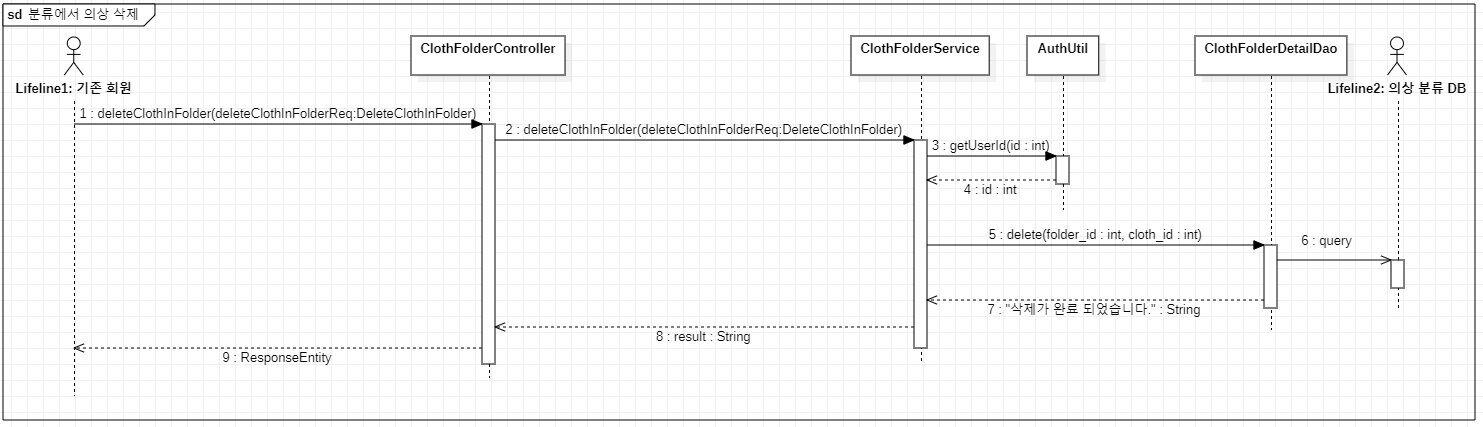 sd 분류에서 의상 삭제
Lifeline1: 기존 회원
ClothFolderController
ClothFolderService
AuthUtil
ClothFolderDetailDao
Lifeline2: 의상 분류 DB
1 : deleteClothInFolder(deleteClothInFolderReq:DeleteClothInFolder)
2 : deleteClothInFolder(deleteClothInFolderReq:DeleteClothInFolder)
3 : getUserId(id : int)
4 : id : int
5 : delete(folder_id : int, cloth_id : int)
6 : query
7 : "삭제가 완료 되었습니다." : String
8 : result : String
9 : ResponseEntity